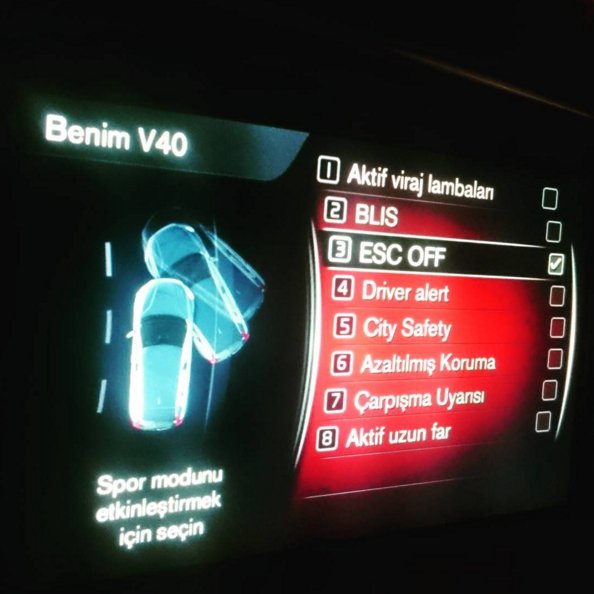 Benim V40
1 Aktif viraj lambaları
2 BLIS
3 ESC OFF
4 Driver alert
5 City Safety
6 Azaltılmış Koruma
7 Çarpışma Uyarısı
8 Aktif uzun far
Spor modunu
etkinleştirmek
için seçin